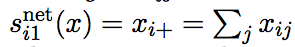 s_{i1}^{net}(x) = x_{i+} = ∑_j x_{ij}